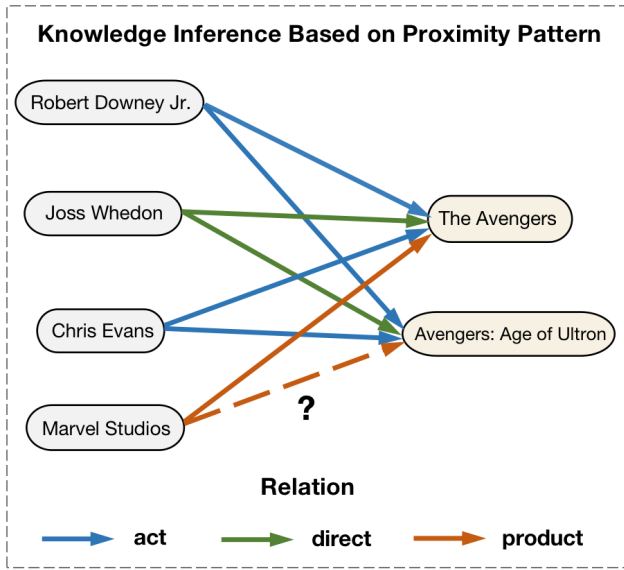 Knowledge Inference Based on Proximity Pattern
Robert Downey Jr.
Joss Whedon
The Avengers
Chris Evans
Avengers: Age of Ultron
Marvel Studios
?
Relation
act
direct
product